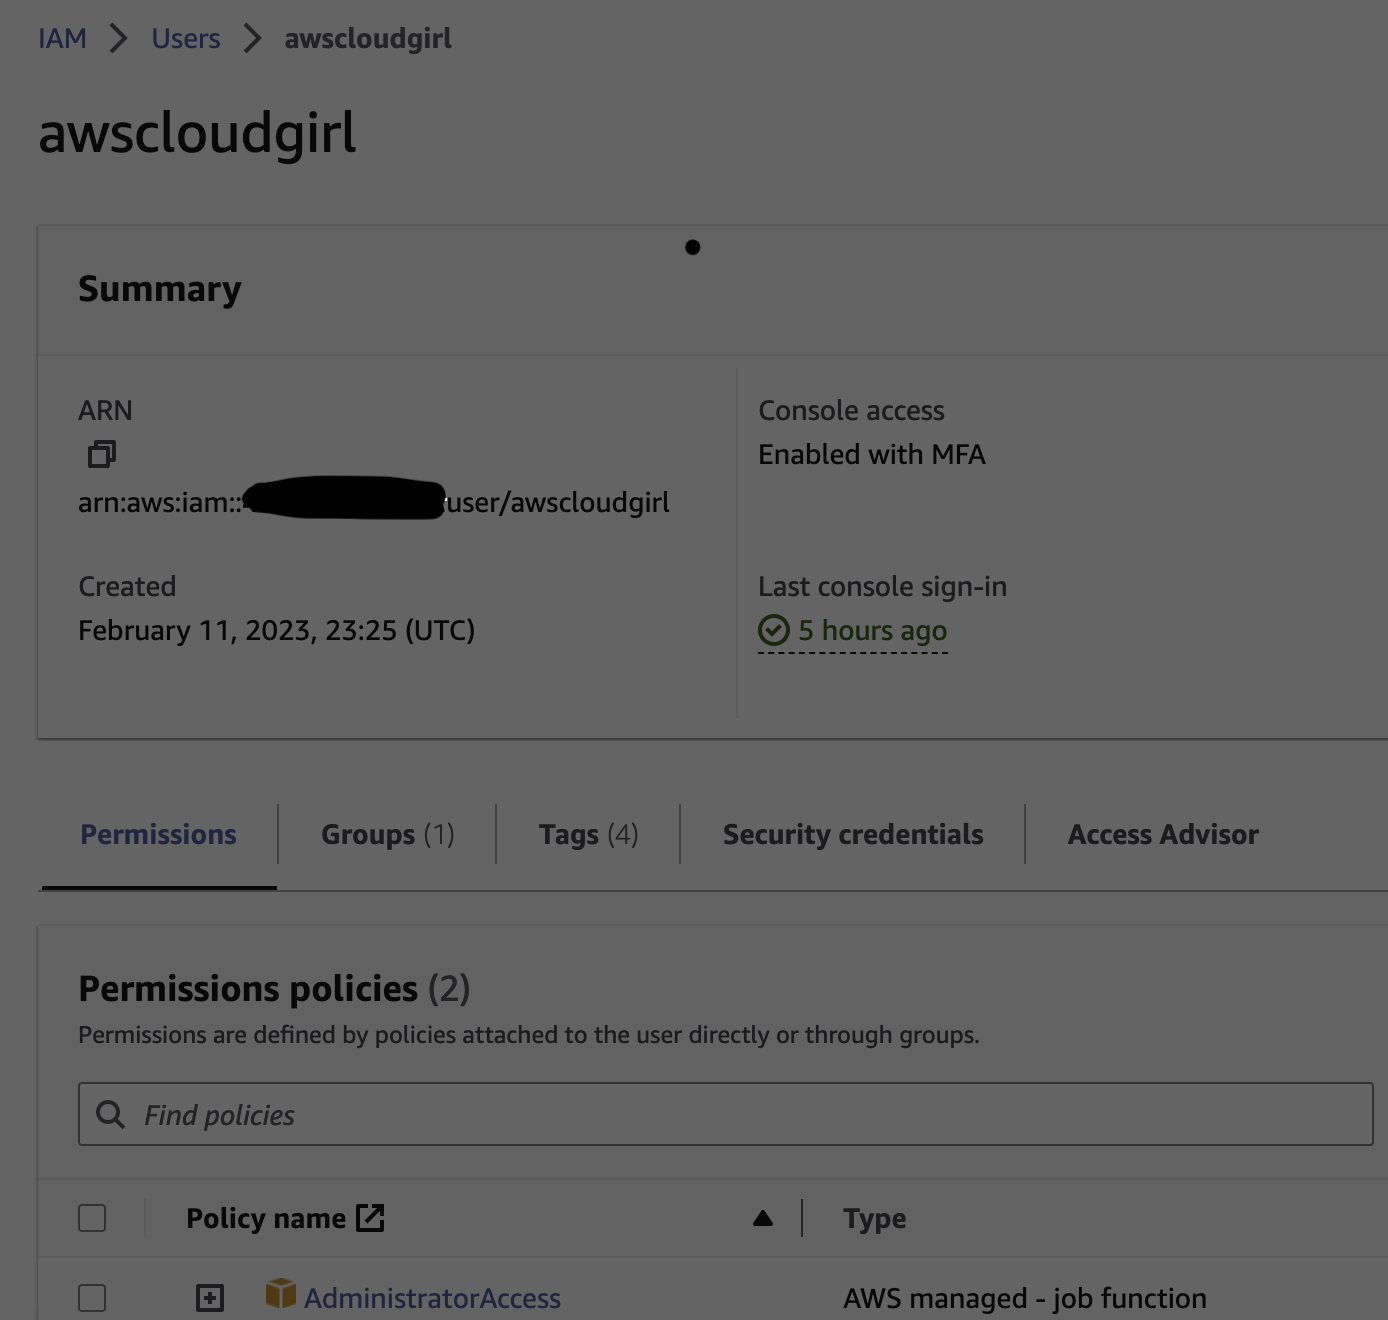 IAM > Users > awscloudgirl
awscloudgirl
Summary
ARN
arn:aws:iam:: user/awscloudgirl
Created
February 11, 2023, 23:25 (UTC)
Console access
Enabled with MFA
Last console sign-in
5 hours ago
Permissions Groups (1) Tags (4) Security credentials Access Advisor
Permissions policies (2)
Permissions are defined by policies attached to the user directly or through groups.
Find policies
Policy name Type
AdministratorAccess AWS managed - job function